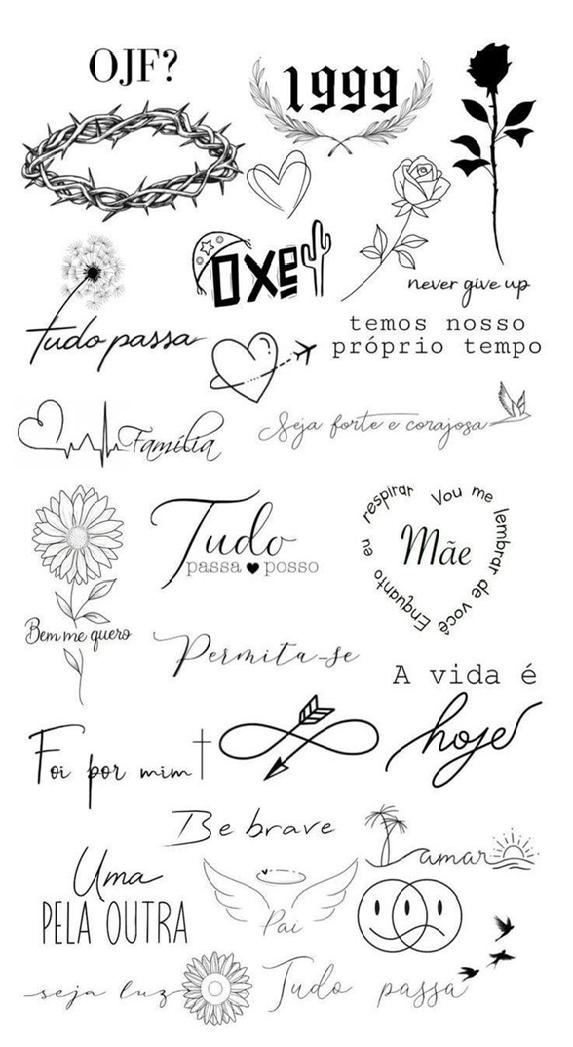 OJF?
1999
oxe
never give up
Tudo passa
temos nosso
próprio tempo
Família
Seja forte e corajosa
Tudo
passa posso
Enquanto eu respirar Vou me lembrar de você
Mãe
Bem me quero
Permita-se
A vida é
hoje
Foi por mim
Be brave
amar
Uma
PELA OUTRA
Pai
seja luz
Tudo passa